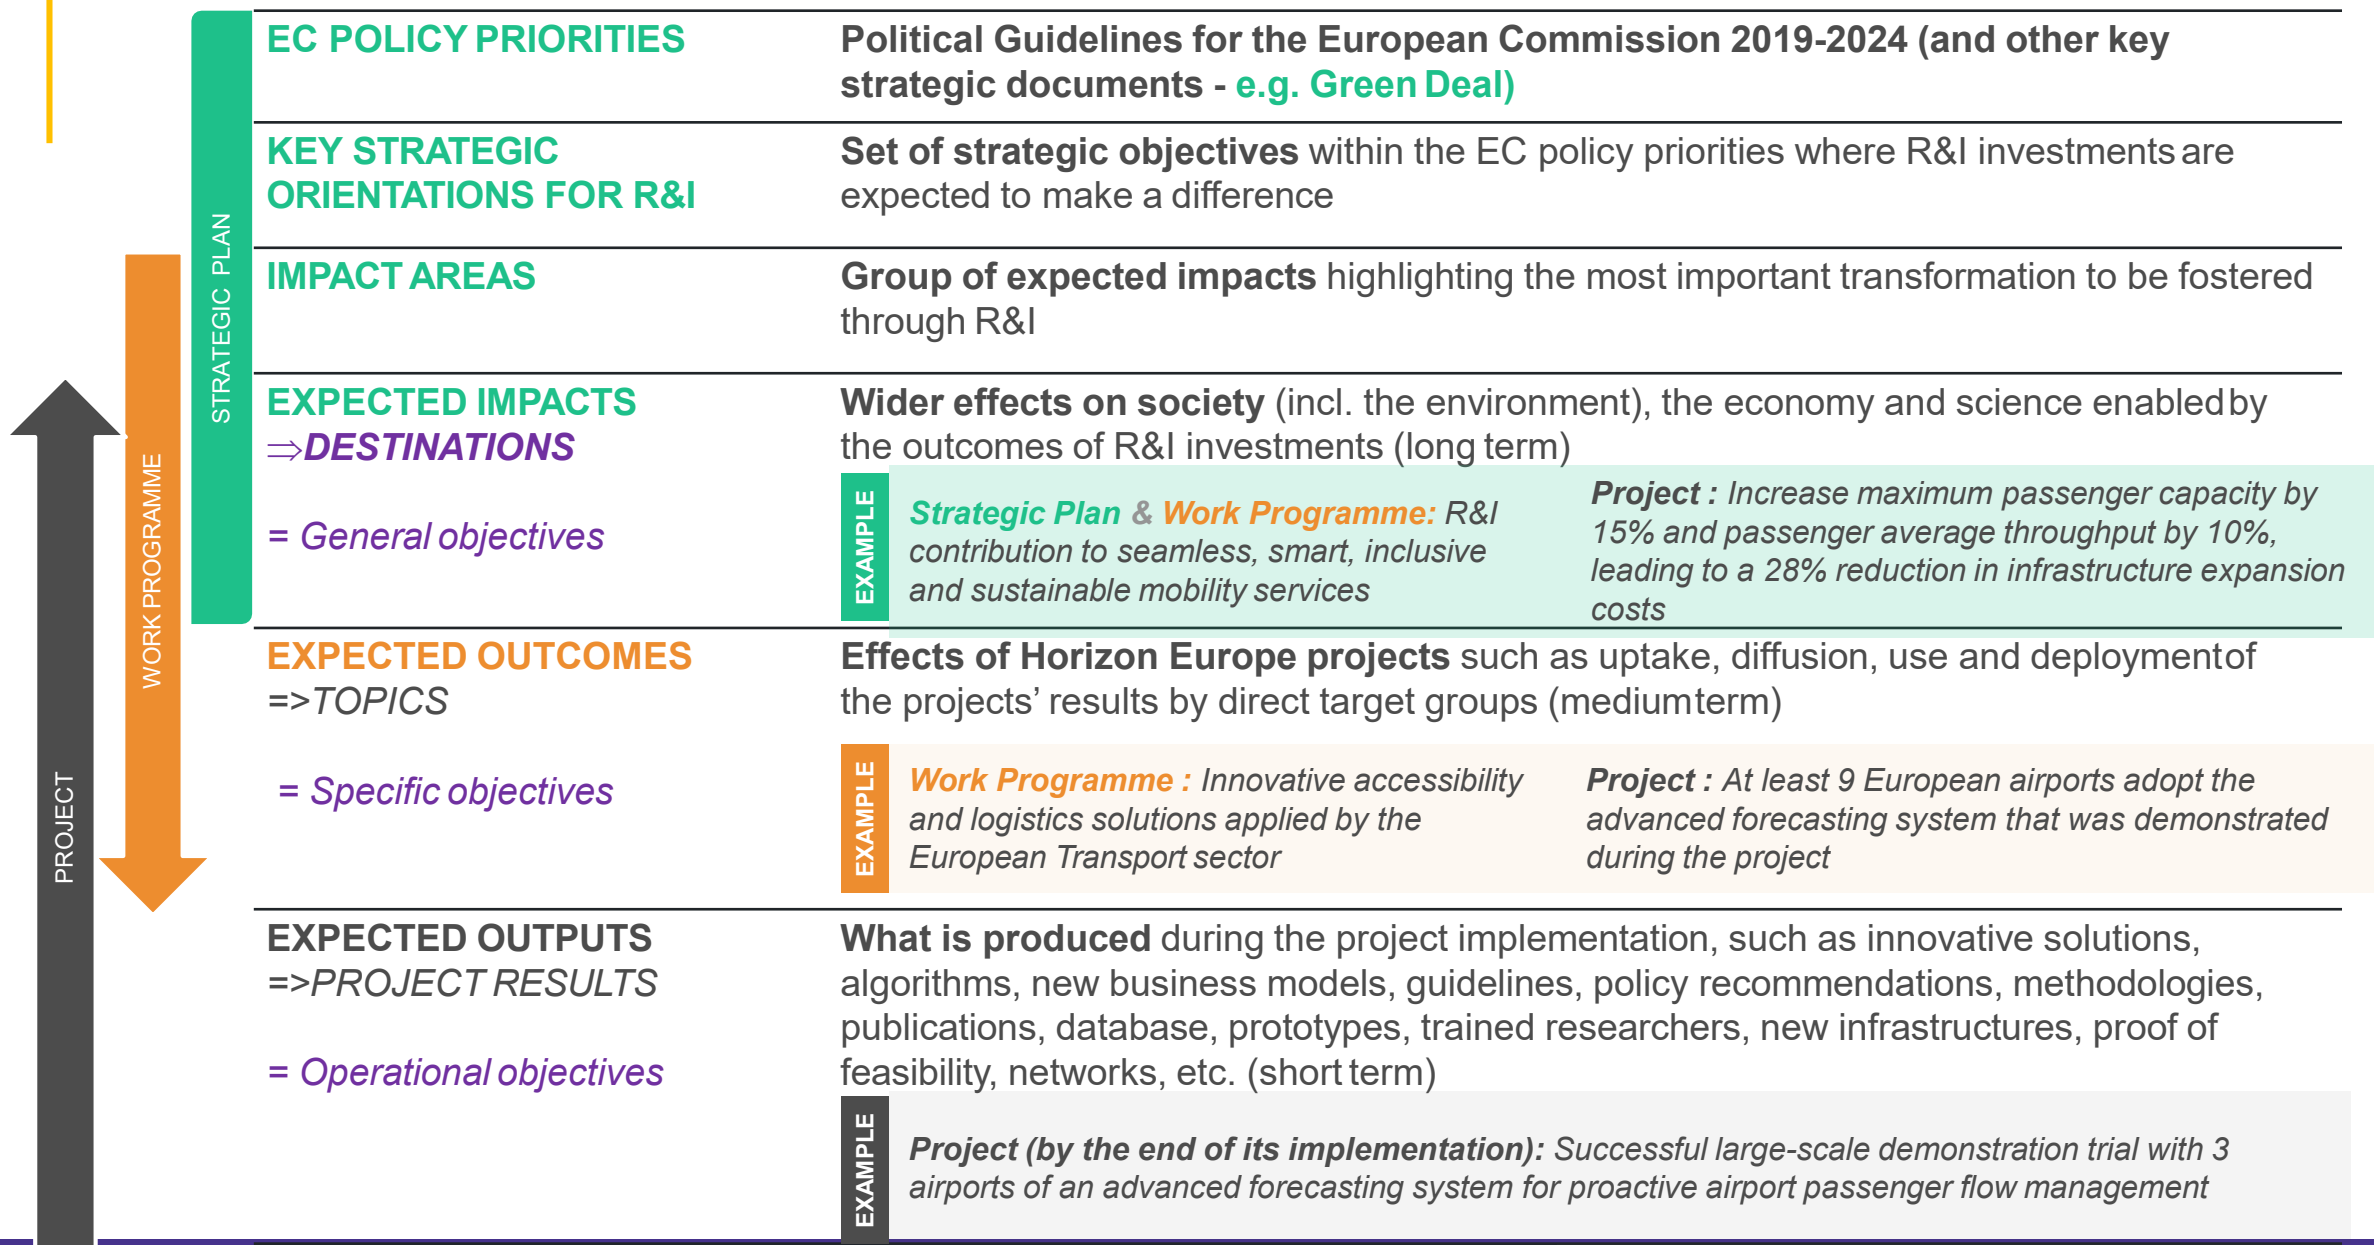 EC POLICY PRIORITIES
Political Guidelines for the European Commission 2019-2024 (and other key
strategic documents - e.g. Green Deal)
KEY STRATEGIC
ORIENTATIONS FOR R&I
Set of strategic objectives within the EC policy priorities where R&I investments are
expected to make a difference
IMPACT AREAS
Group of expected impacts highlighting the most important transformation to be fostered
through R&I
EXPECTED IMPACTS
⇒DESTINATIONS
= General objectives
Wider effects on society (incl. the environment), the economy and science enabled by
the outcomes of R&I investments (long term)
EXAMPLE
Strategic Plan & Work Programme: R&I
contribution to seamless, smart, inclusive
and sustainable mobility services
Project : Increase maximum passenger capacity by
15% and passenger average throughput by 10%,
leading to a 28% reduction in infrastructure expansion
costs
EXPECTED OUTCOMES
=>TOPICS
= Specific objectives
Effects of Horizon Europe projects such as uptake, diffusion, use and deployment of
the projects’ results by direct target groups (medium term)
EXAMPLE
Work Programme : Innovative accessibility
and logistics solutions applied by the
European Transport sector
Project : At least 9 European airports adopt the
advanced forecasting system that was demonstrated
during the project
EXPECTED OUTPUTS
=>PROJECT RESULTS
= Operational objectives
What is produced during the project implementation, such as innovative solutions,
algorithms, new business models, guidelines, policy recommendations, methodologies,
publications, database, prototypes, trained researchers, new infrastructures, proof of
feasibility, networks, etc. (short term)
EXAMPLE
Project (by the end of its implementation): Successful large-scale demonstration trial with 3
airports of an advanced forecasting system for proactive airport passenger flow management
STRATEGIC PLAN
WORK PROGRAMME
PROJECT